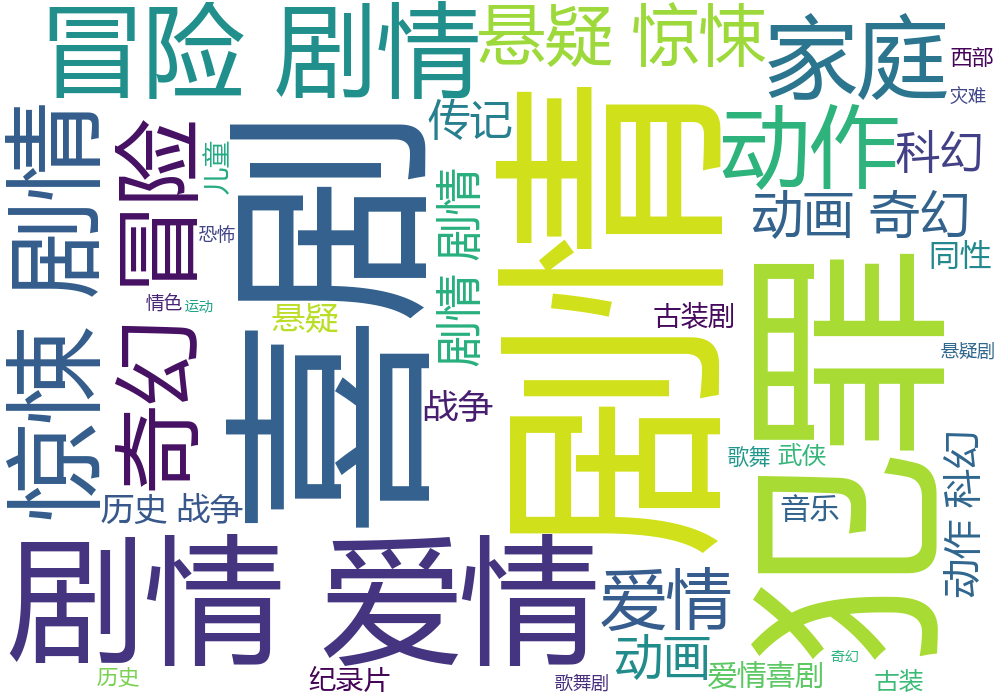 冒险 剧情
悬疑 惊悚
家庭
西部
灾难
惊悚 剧情
奇幻 冒险
儿童
恐怖
情色
运动
喜剧
传记
剧情 剧情
悬疑
战争
剧情
动作
科幻
动画 奇幻
同性
古装剧
犯罪
悬疑剧
歌舞
武侠
音乐
动作 科幻
历史 战争
剧情 爱情
爱情
动画
爱情喜剧
奇幻
古装
历史
纪录片
歌舞剧